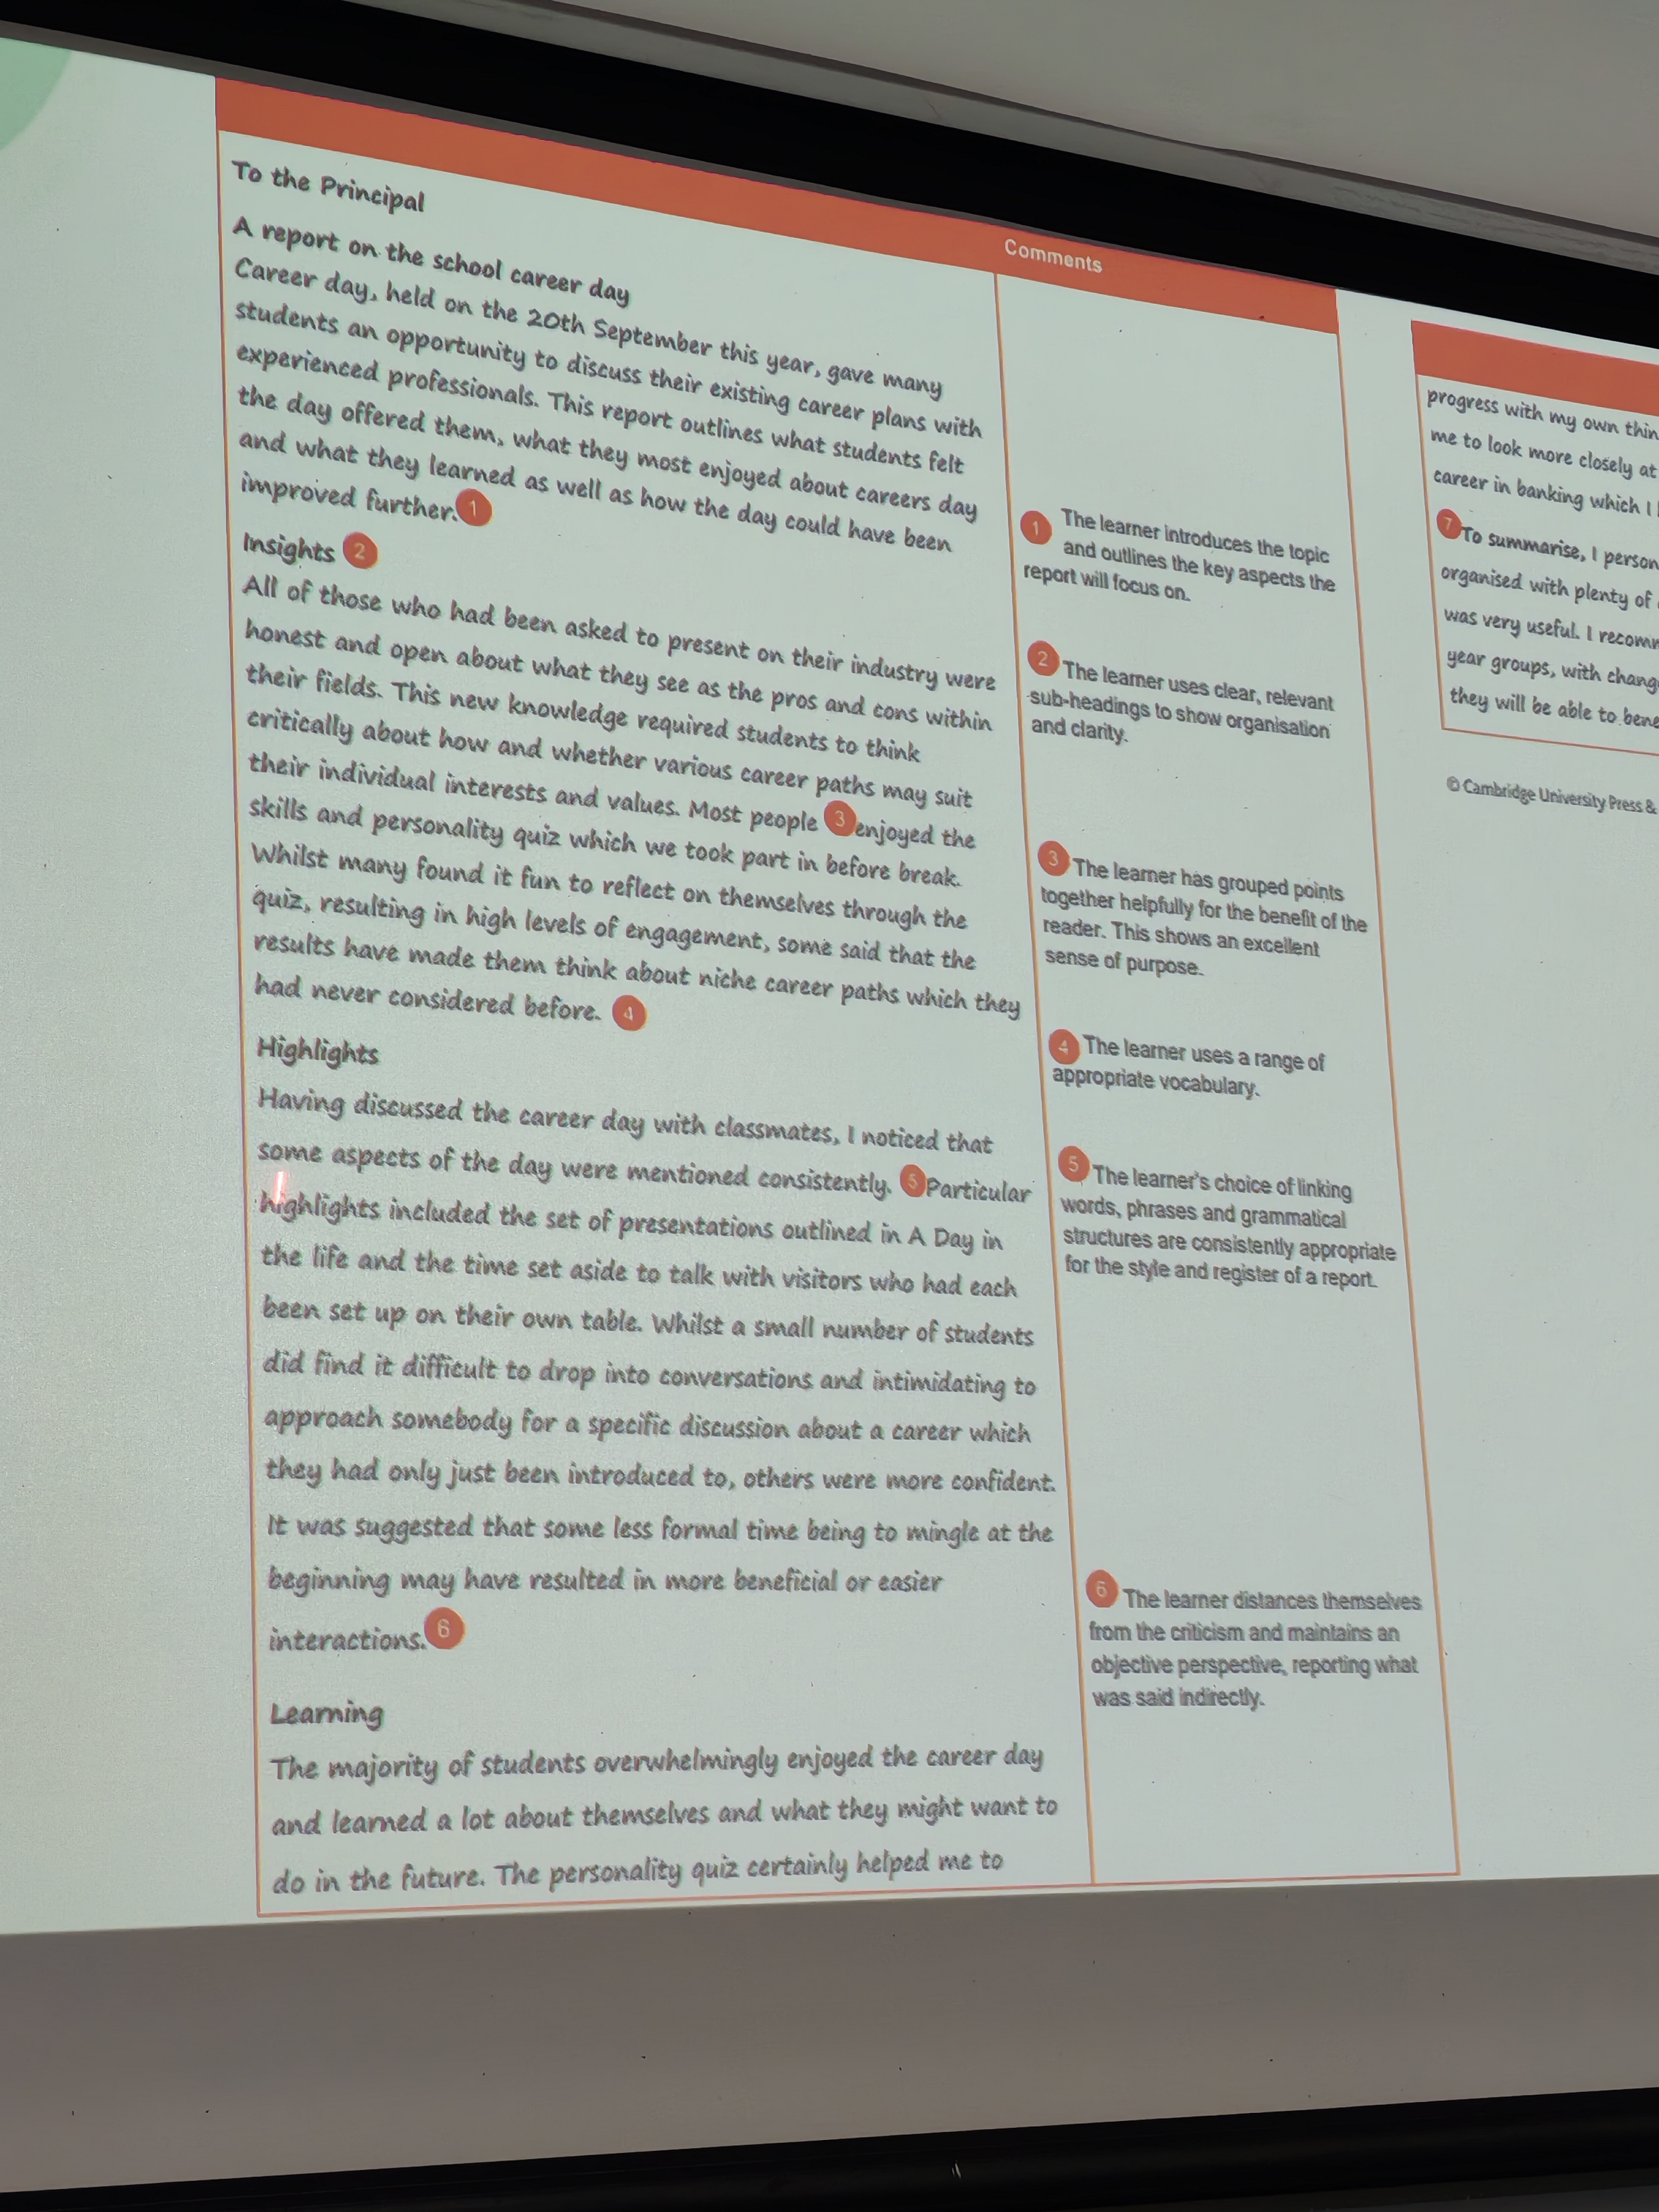 Comments
To the Principal
A report on the school career day
Career day, held on the 20th September this year, gave many
students an opportunity to discuss their existing career plans with
experienced professionals. This report outlines what students felt
the day offered them, what they most enjoyed about careers day
and what they learned as well as how the day could have been
improved further. 1
Insights 2
All of those who had been asked to present on their industry were
honest and open about what they see as the pros and cons within
their fields. This new knowledge required students to think
critically about how and whether various career paths may suit
their individual interests and values. Most people 3 enjoyed the
skills and personality quiz which we took part in before break.
Whilst many found it fun to reflect on themselves through the
quiz, resulting in high levels of engagement, some said that the
results have made them think about niche career paths which they
had never considered before. 4
Highlights
Having discussed the career day with classmates, I noticed that
some aspects of the day were mentioned consistently. 5 Particular
highlights included the set of presentations outlined in A Day in
the life and the time set aside to talk with visitors who had each
been set up on their own table. Whilst a small number of students
did find it difficult to drop into conversations and intimidating to
approach somebody for a specific discussion about a career which
they had only just been introduced to, others were more confident.
It was suggested that some less formal time being to mingle at the
beginning may have resulted in more beneficial or easier
interactions. 6
Learning
The majority of students overwhelmingly enjoyed the career day
and learned a lot about themselves and what they might want to
do in the future. The personality quiz certainly helped me to
1 The learner introduces the topic
and outlines the key aspects the
report will focus on.
2 The learner uses clear, relevant
sub-headings to show organisation
and clarity.
3 The learner has grouped points
together helpfully for the benefit of the
reader. This shows an excellent
sense of purpose.
4 The learner uses a range of
appropriate vocabulary.
5 The learner's choice of linking
words, phrases and grammatical
structures are consistently appropriate
for the style and register of a report.
6 The learner distances themselves
from the criticism and maintains an
objective perspective, reporting what
was said indirectly.
progress with my own
me to look more closely at
career in banking which I
7 To summarise, I
organised with plenty of
was very useful. I
year groups, with
they will be able to
© Cambridge University Press &